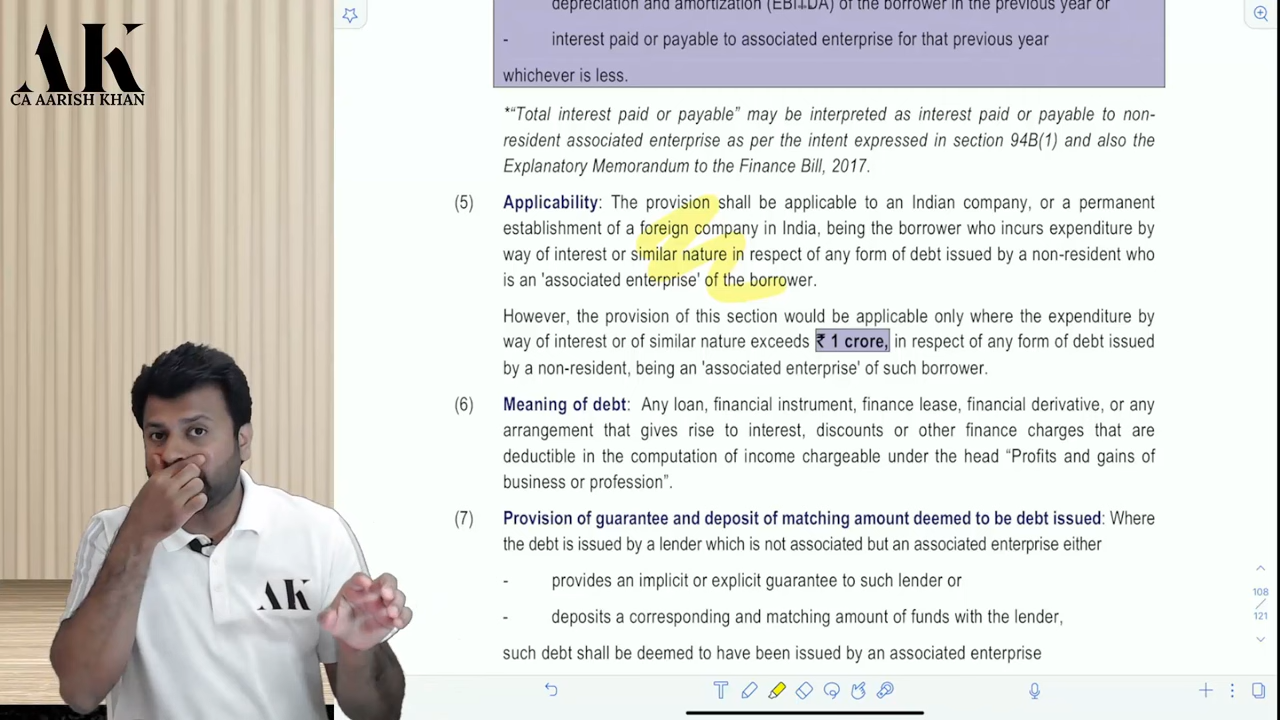 AK
CA AARISH KHAN
depreciation and amortization (EBITDA) of the borrower in the previous year or
- interest paid or payable to associated enterprise for that previous year
whichever is less.
*“Total interest paid or payable” may be interpreted as interest paid or payable to non-
resident associated enterprise as per the intent expressed in section 94B(1) and also the
Explanatory Memorandum to the Finance Bill, 2017.
(5) Applicability: The provision shall be applicable to an Indian company, or a permanent
establishment of a foreign company in India, being the borrower who incurs expenditure by
way of interest or similar nature in respect of any form of debt issued by a non-resident who
is an 'associated enterprise' of the borrower.
However, the provision of this section would be applicable only where the expenditure by
way of interest or of similar nature exceeds ₹ 1 crore, in respect of any form of debt issued
by a non-resident, being an 'associated enterprise' of such borrower.
(6) Meaning of debt: Any loan, financial instrument, finance lease, financial derivative, or any
arrangement that gives rise to interest, discounts or other finance charges that are
deductible in the computation of income chargeable under the head “Profits and gains of
business or profession”.
(7) Provision of guarantee and deposit of matching amount deemed to be debt issued: Where
the debt is issued by a lender which is not associated but an associated enterprise either
- provides an implicit or explicit guarantee to such lender or
- deposits a corresponding and matching amount of funds with the lender,
such debt shall be deemed to have been issued by an associated enterprise
AK
108
/
121